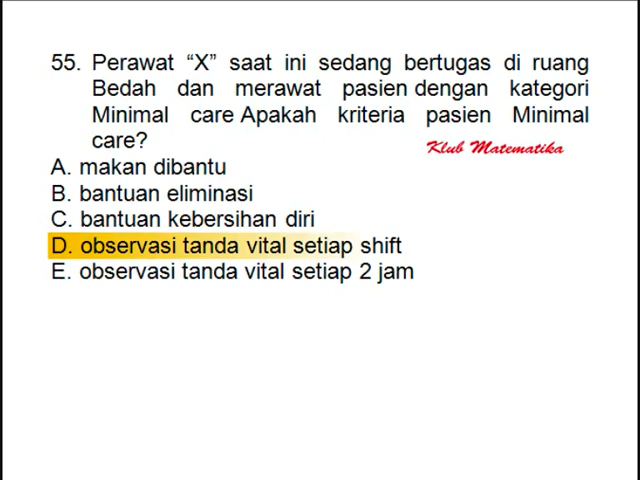 55. Perawat “X” saat ini sedang bertugas di ruang
Bedah dan merawat pasien dengan kategori
Minimal care Apakah kriteria pasien Minimal
care?
Klub Matematika
A. makan dibantu
B. bantuan eliminasi
C. bantuan kebersihan diri
D. observasi tanda vital setiap shift
E. observasi tanda vital setiap 2 jam